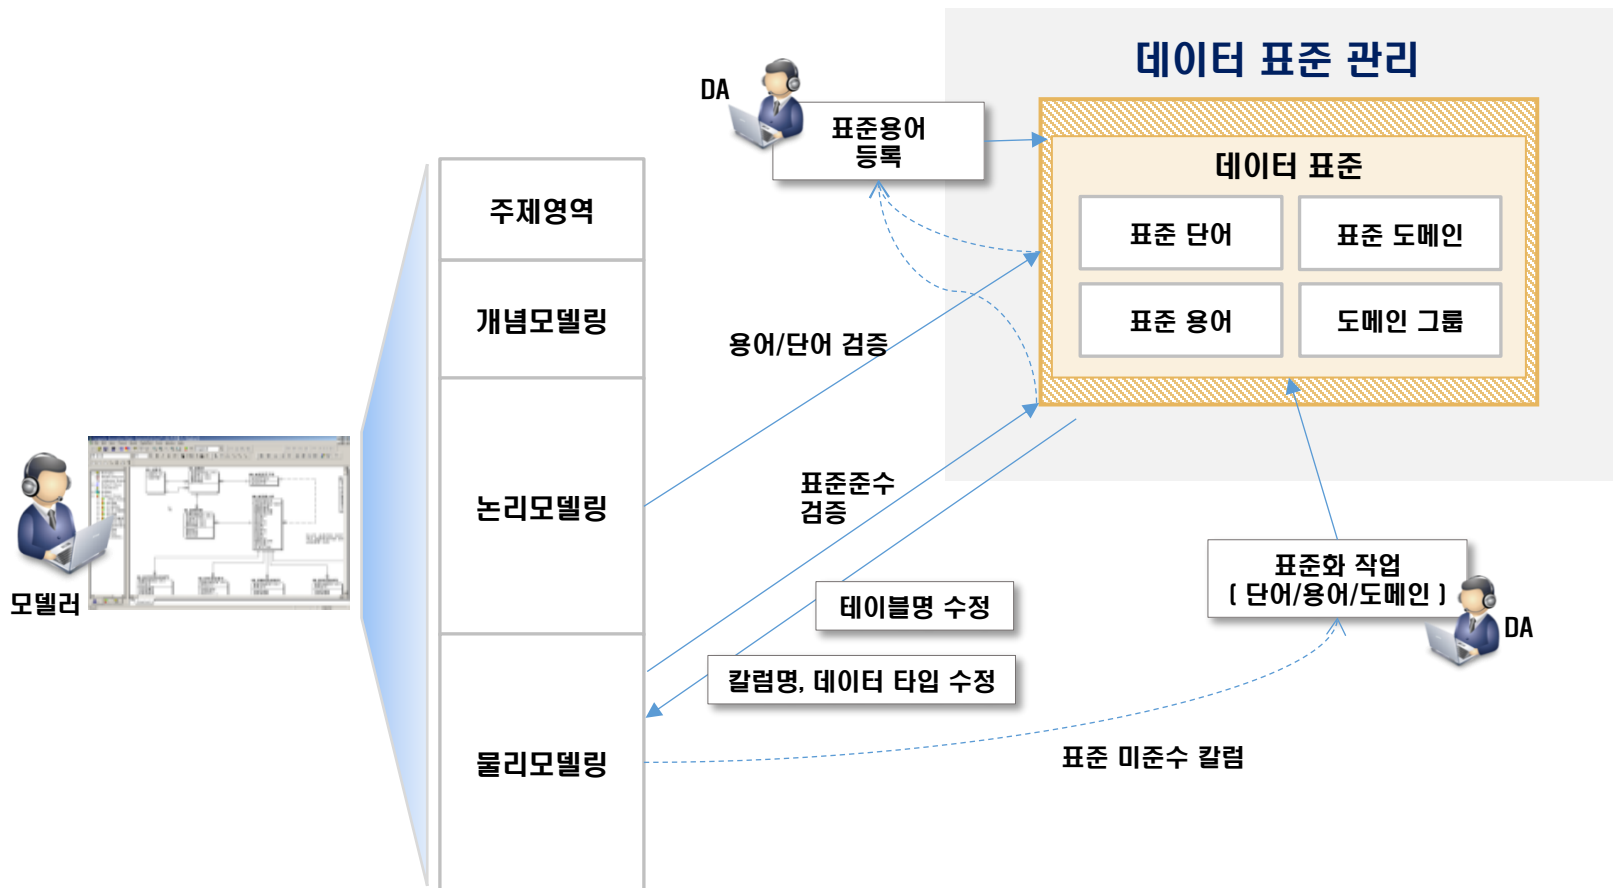 데이터 표준 관리
DA
표준용어
등록
데이터 표준
주제영역
표준 단어
표준 도메인
개념모델링
표준 용어
도메인 그룹
용어/단어 검증
논리모델링
표준준수
검증
모델러
표준화 작업
( 단어/용어/도메인 )
테이블명 수정
DA
칼럼명, 데이터 타입 수정
물리모델링
표준 미준수 칼럼